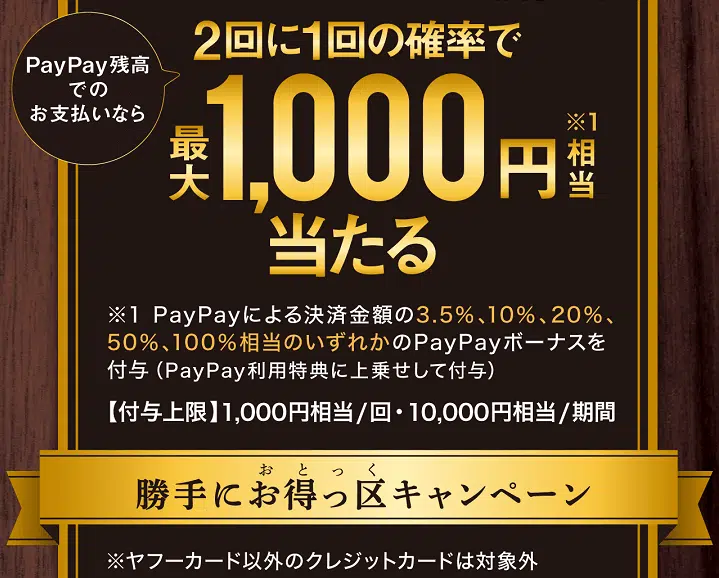 PayPay残高
での
お支払いなら
2回に1回の確率で
最大1,000円相当※1
当たる
※1 PayPayによる決済金額の3.5%、10%、20%、
50%、100%相当のいずれかのPayPayボーナスを
付与（PayPay利用特典に上乗せして付与）
【付与上限】1,000円相当/回・10,000円相当/期間
おとっく
勝手にお得っ区キャンペーン
※ヤフーカード以外のクレジットカードは対象外